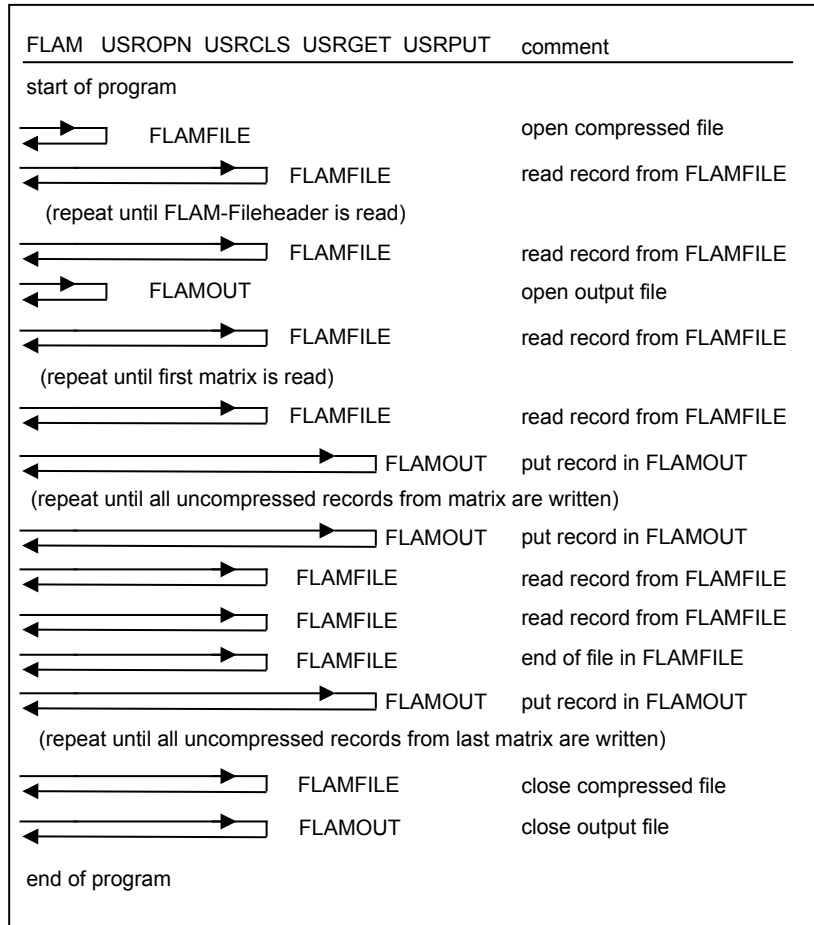 FLAM USROPN USRCLS USRGET USRPUT comment
start of program
FLAMFILE open compressed file
FLAMFILE read record from FLAMFILE
(repeat until FLAM-Fileheader is read)
FLAMFILE read record from FLAMFILE
FLAMOUT open output file
FLAMFILE read record from FLAMFILE
(repeat until first matrix is read)
FLAMFILE read record from FLAMFILE
FLAMOUT put record in FLAMOUT
(repeat until all uncompressed records from matrix are written)
FLAMOUT put record in FLAMOUT
FLAMFILE read record from FLAMFILE
FLAMFILE read record from FLAMFILE
FLAMFILE end of file in FLAMFILE
FLAMOUT put record in FLAMOUT
(repeat until all uncompressed records from last matrix are written)
FLAMFILE close compressed file
FLAMOUT close output file
end of program